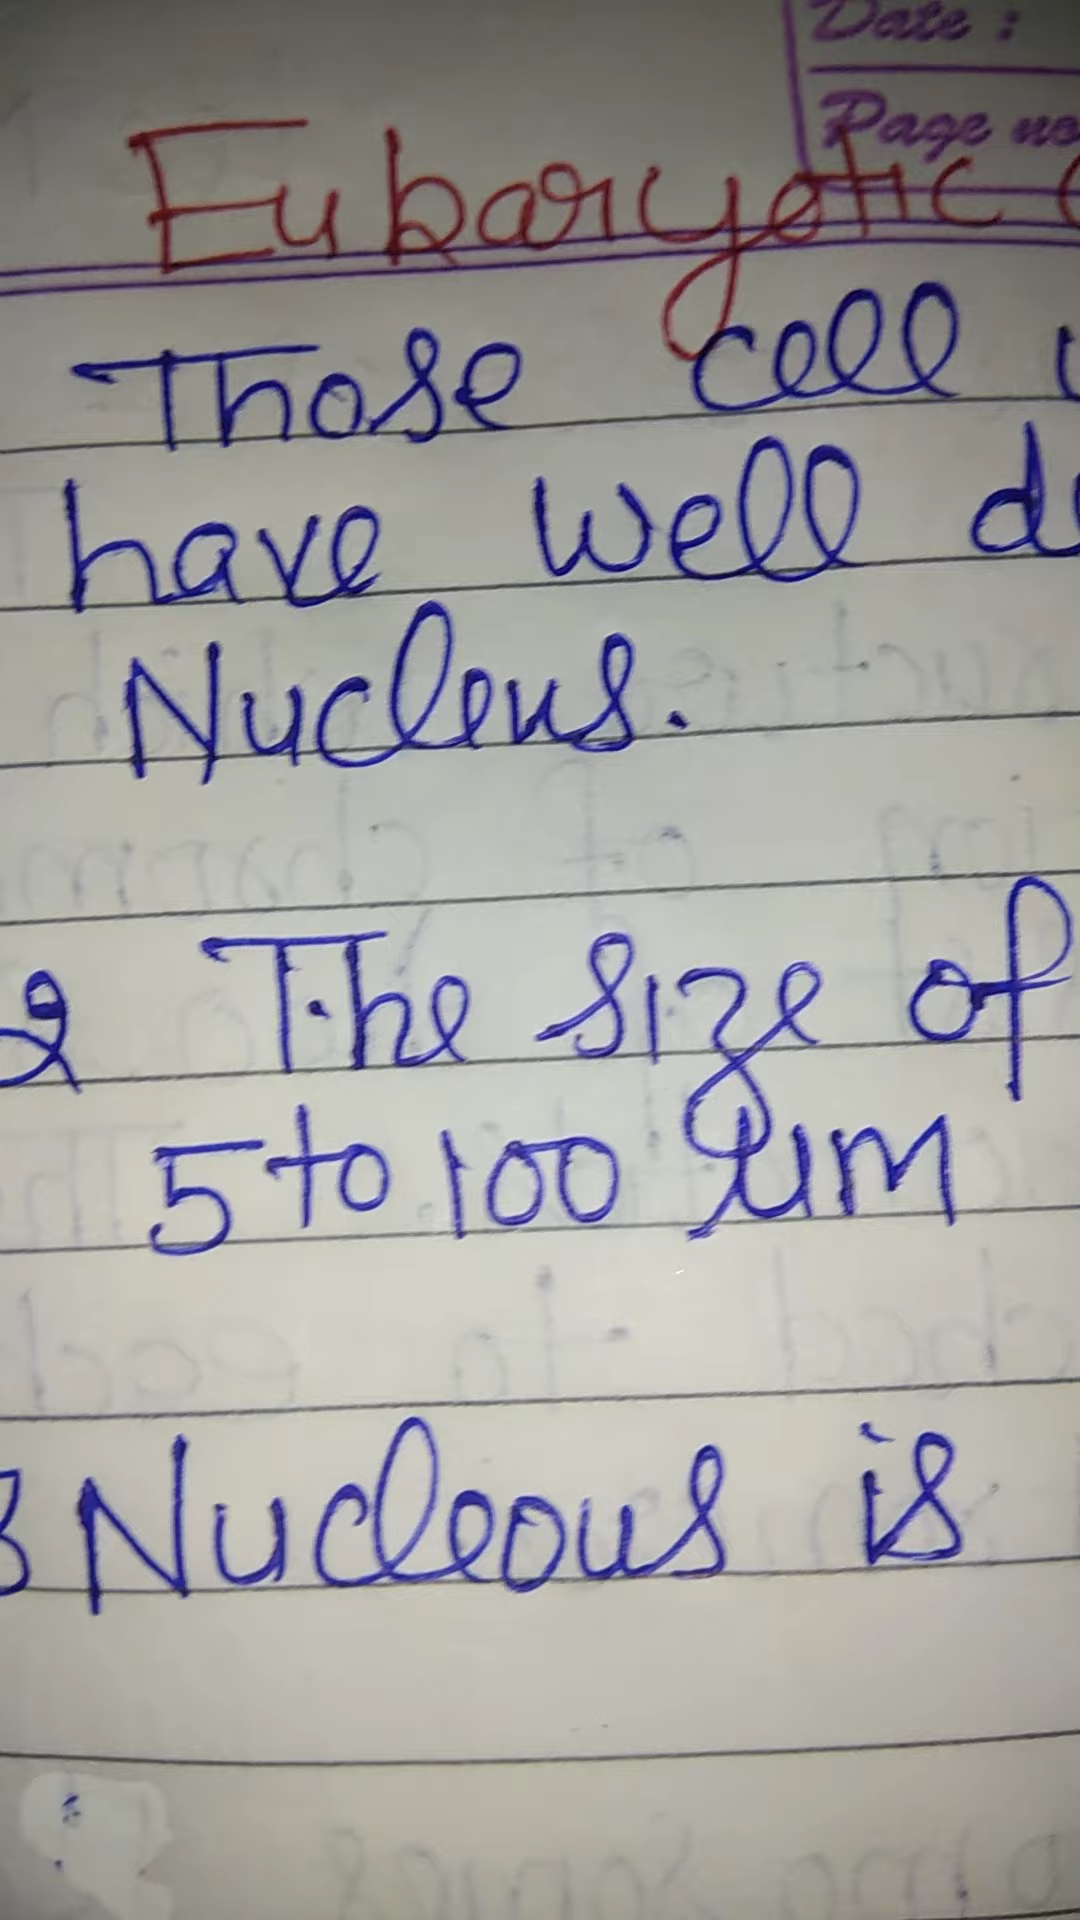 Date :
Page no
Eukaryotic
Those cell
have well
Nucleus.
2 The size of
5 to 100 μm
3 Nucleous is